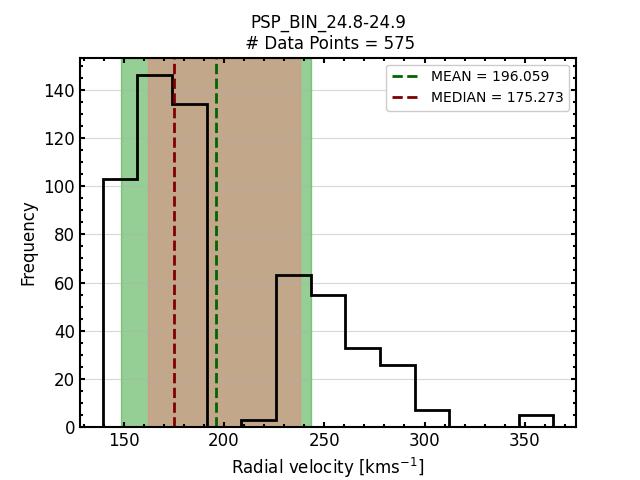 PSP_BIN_24.8-24.9
# Data Points = 575
MEAN = 196.059
MEDIAN = 175.273
140
120
100
80
60
40
20
0
Frequency
150
200
250
300
350
Radial velocity [kms⁻¹]